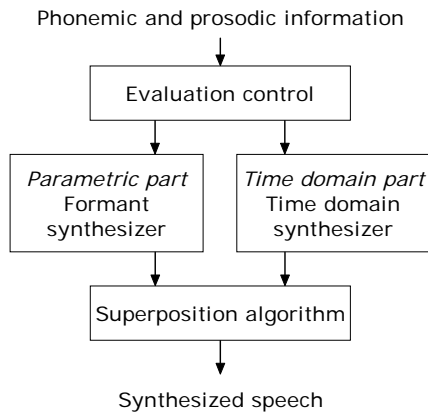 Phonemic and prosodic information
Evaluation control
Parametric part
Formant
synthesizer
Time domain part
Time domain
synthesizer
Superposition algorithm
Synthesized speech